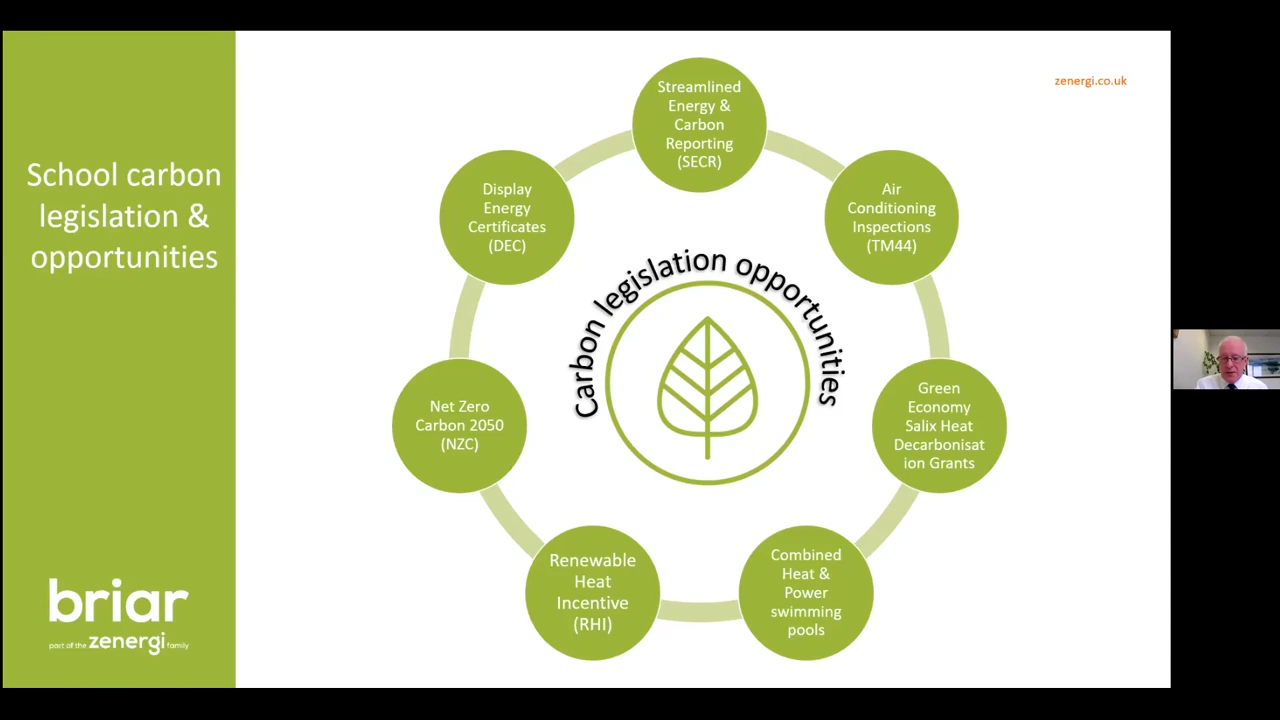 School carbon
legislation &
opportunities
zenergi.co.uk
Streamlined
Energy &
Carbon
Reporting
(SECR)
Air
Conditioning
Inspections
(TM44)
Green
Economy
Salix Heat
Decarbonisat
ion Grants
Combined
Heat &
Power
swimming
pools
Renewable
Heat
Incentive
(RHI)
Net Zero
Carbon 2050
(NZC)
Display
Energy
Certificates
(DEC)
Carbon legislation opportunities
briar
part of the zenergi family